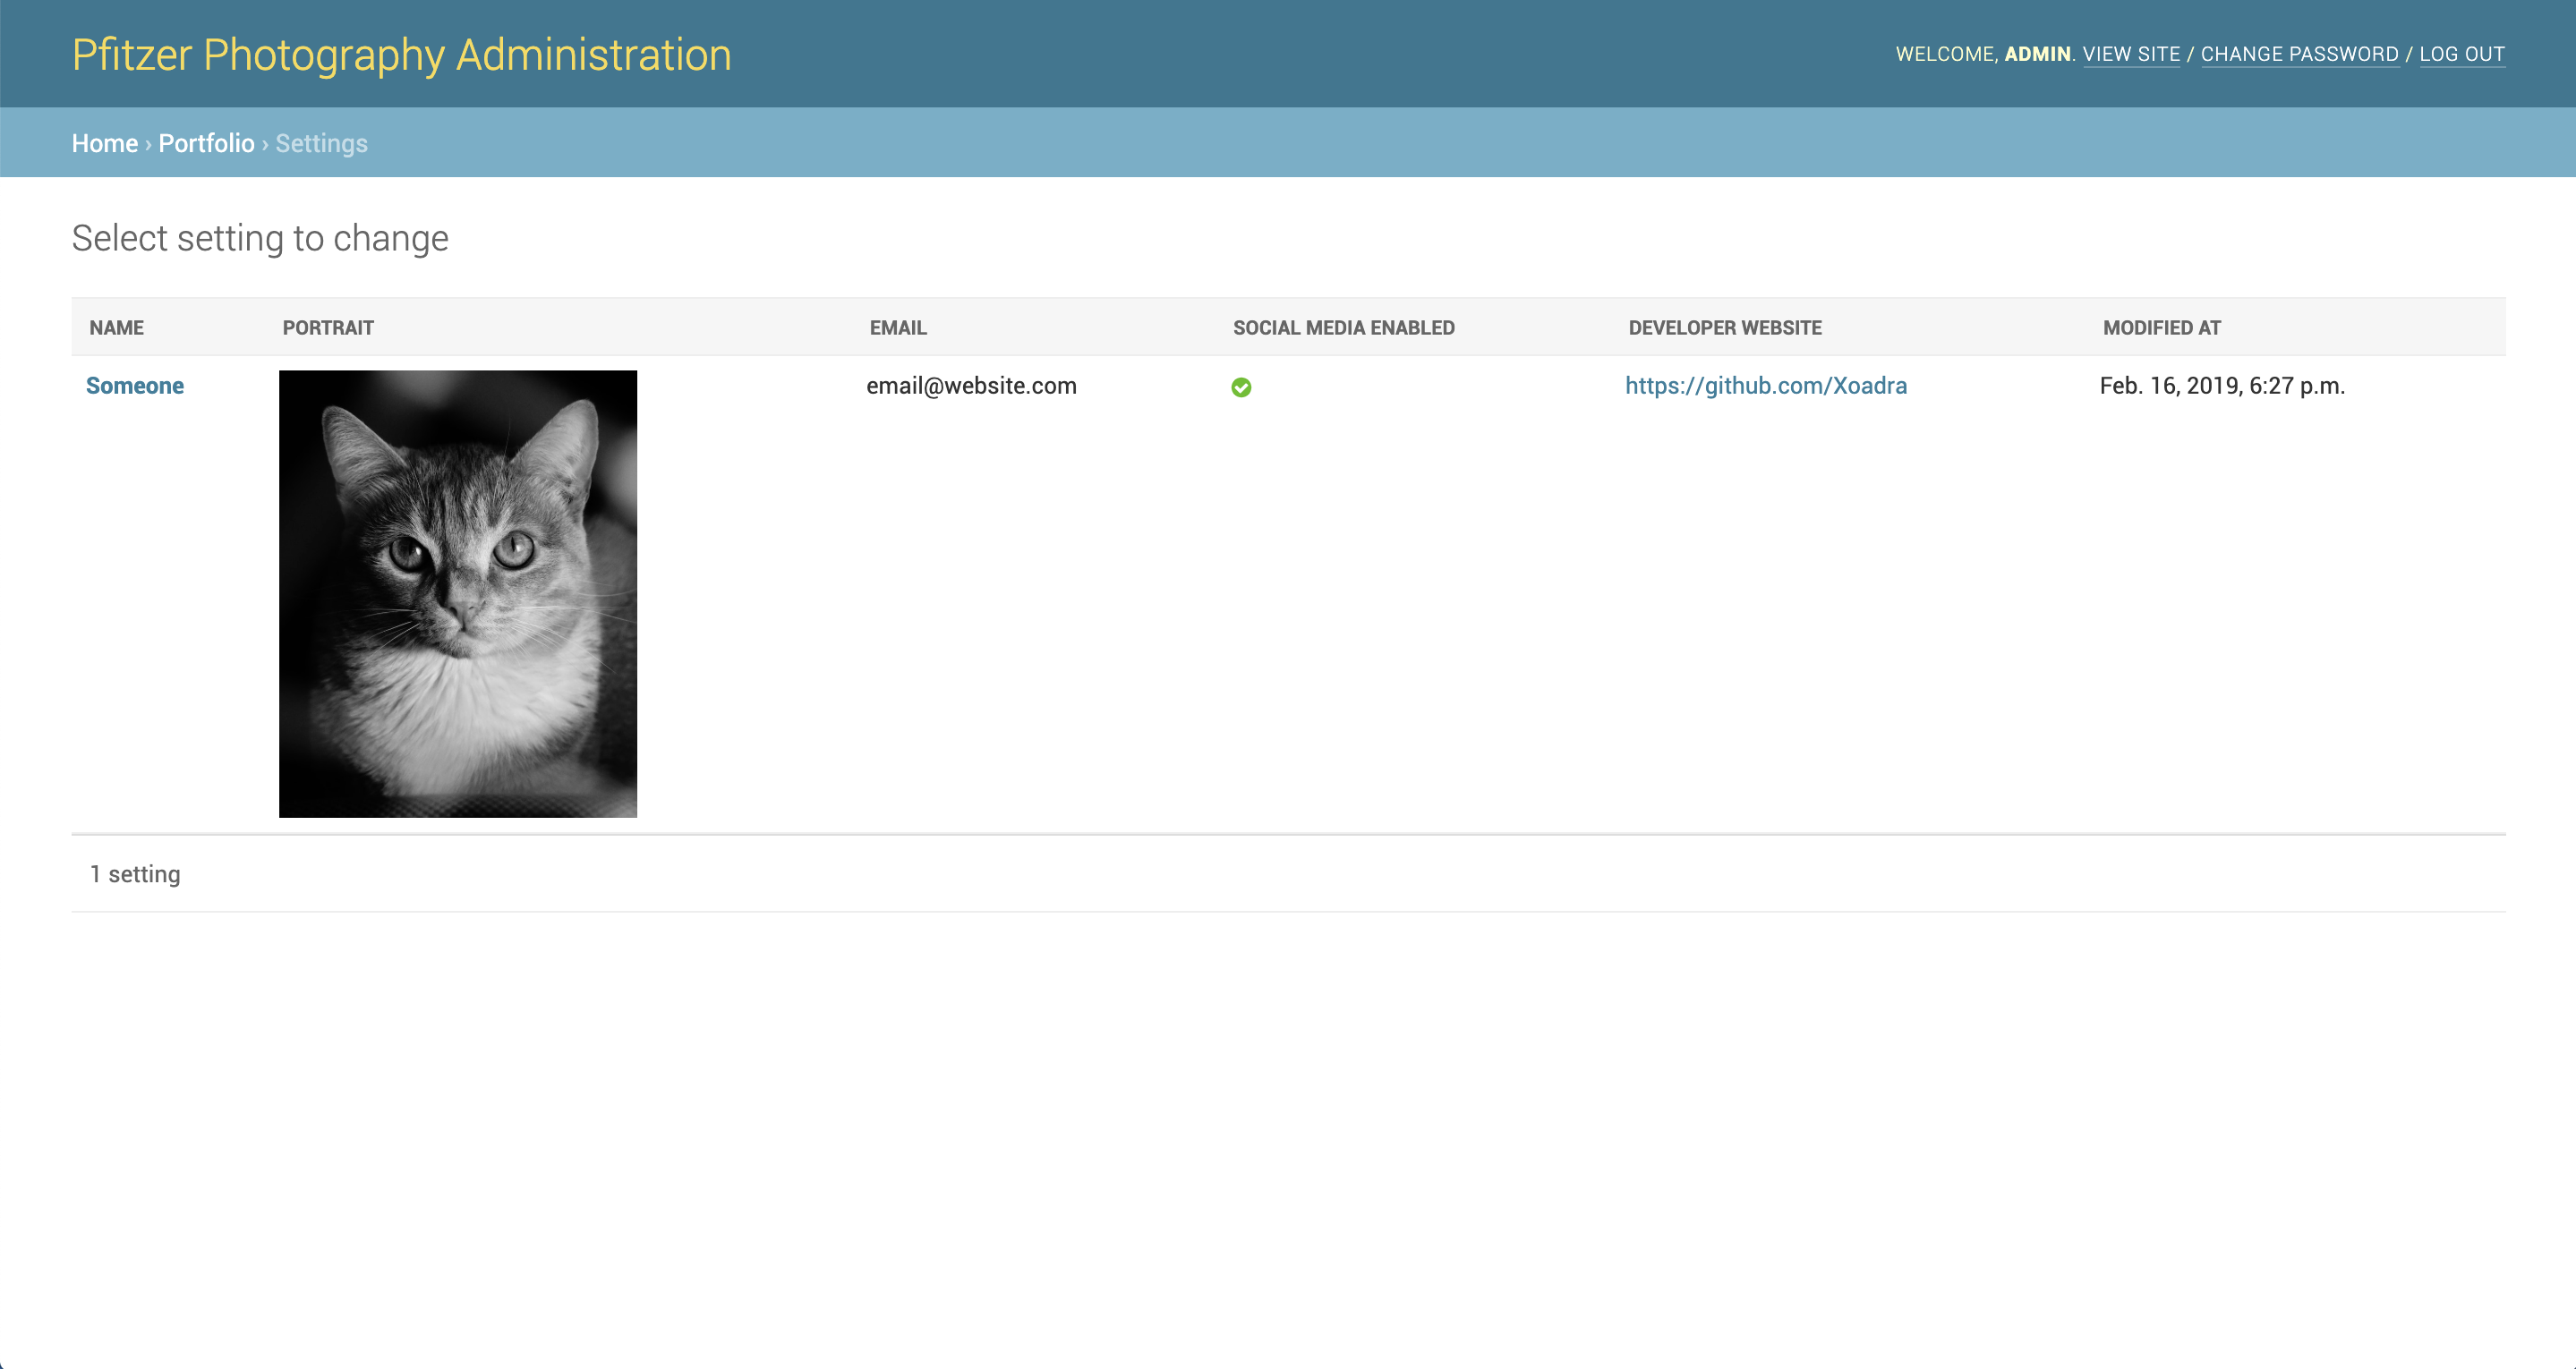 Pfitzer Photography Administration
WELCOME, ADMIN. VIEW SITE / CHANGE PASSWORD / LOG OUT
Home › Portfolio › Settings
Select setting to change
NAME PORTRAIT EMAIL SOCIAL MEDIA ENABLED DEVELOPER WEBSITE MODIFIED AT
Someone email@website.com https://github.com/Xoadra Feb. 16, 2019, 6:27 p.m.
1 setting